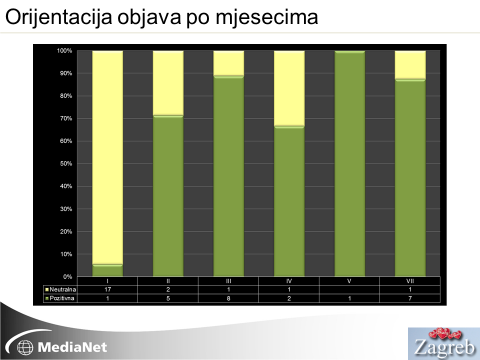 Orijentacija objava po mjesecima
100%
90%
80%
70%
60%
50%
40%
30%
20%
10%
0%
I II III IV V VII
Neutralna 17 2 1 1 1
Pozitivna 1 5 8 2 1 7
MediaNet
Zagreb